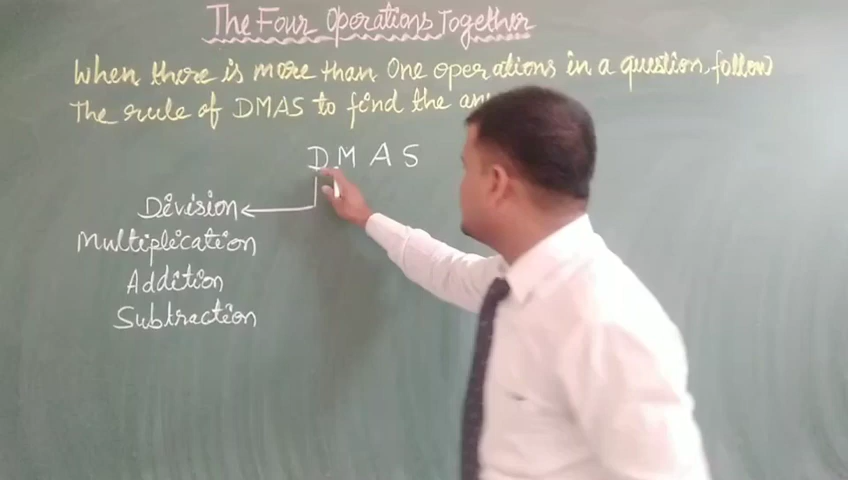 The Four Operations Together
When there is more than One operations in a question, follow
The rule of DMAS to find the
D M A S
Division
Multiplication
Addition
Subtraction